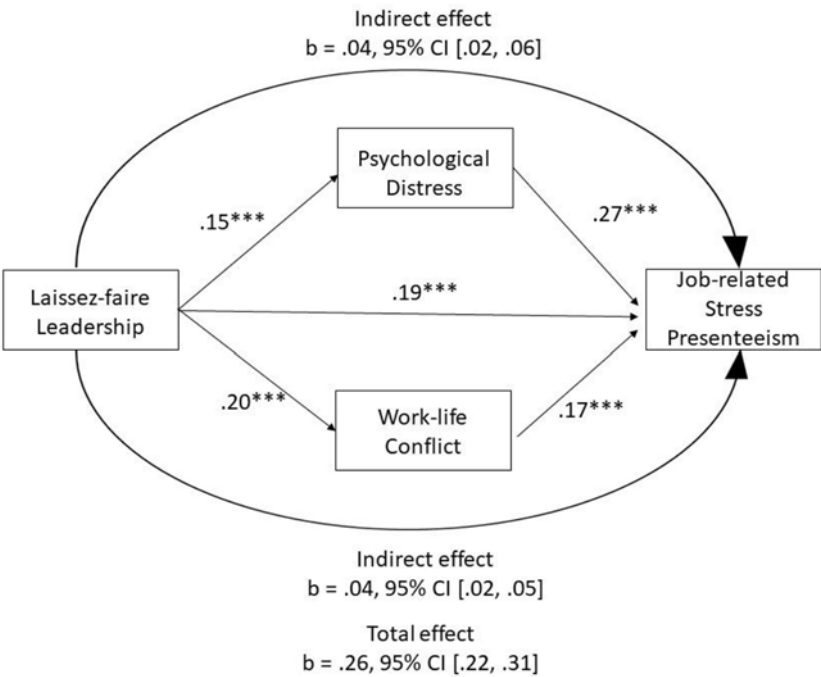 Indirect effect
b = .04, 95% CI [.02, .06]
Psychological
Distress
.15***
.27***
Laissez-faire
Leadership
.19***
Job-related
Stress
Presenteeism
.20***
Work-life
Conflict
.17***
Indirect effect
b = .04, 95% CI [.02, .05]
Total effect
b = .26, 95% CI [.22, .31]